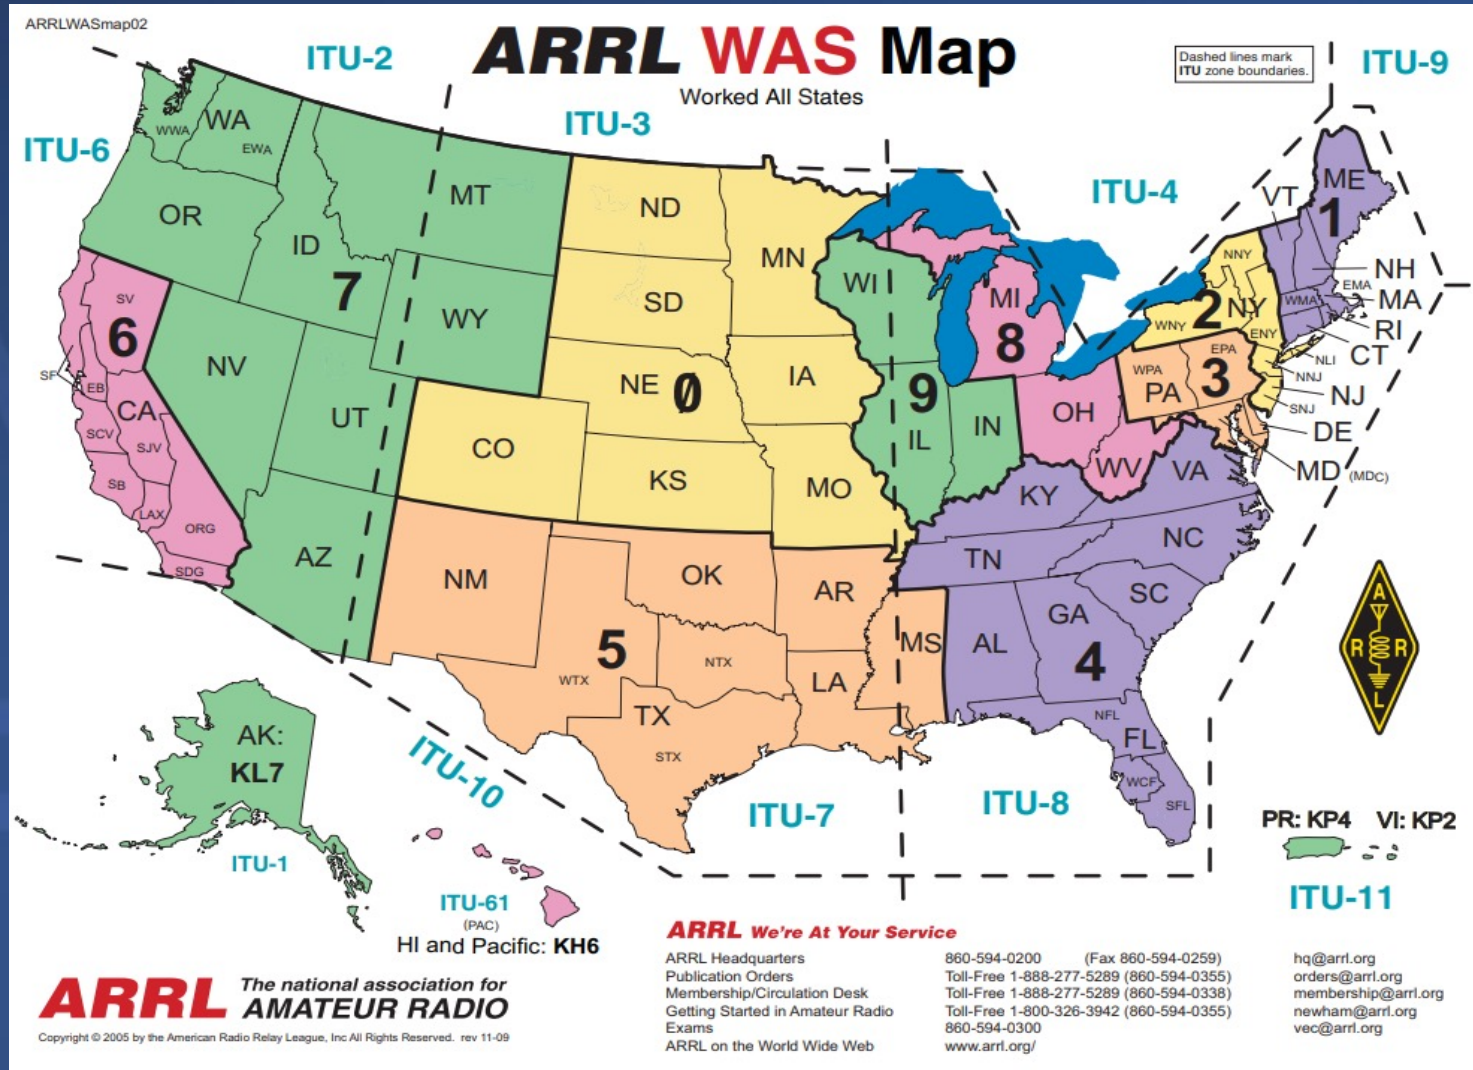 ARRLWASmap02
ARRL WAS Map
Worked All States
Dashed lines mark
ITU zone boundaries.
ITU-2
ITU-3
ITU-9
ITU-6
ITU-4
WWA
WA
EWA
OR
ID
7
MT
WY
NV
UT
AZ
SV
6
SF
EB
CA
SCV
SJV
SB
LAX
ORG
SDG
ND
SD
NE
0
MN
IA
CO
KS
MO
WI
9
IL
IN
MI
8
OH
WV
VT
ME
1
NH
EMA
MA
WMA
RI
CT
NNY
2
NY
WNY
ENY
NLI
NNJ
NJ
SNJ
EPA
WPA
PA
3
DE
MD (MDC)
KY
VA
TN
NC
SC
GA
AL
4
NFL
FL
WCF
SFL
NM
OK
AR
5
WTX
NTX
TX
STX
LA
MS
AK:
KL7
ITU-1
ITU-10
ITU-7
ITU-8
ITU-61
(PAC)
HI and Pacific: KH6
A
R R
L
PR: KP4 VI: KP2
ITU-11
ARRL We're At Your Service
ARRL Headquarters 860-594-0200 (Fax 860-594-0259) hq@arrl.org
Publication Orders Toll-Free 1-888-277-5289 (860-594-0355) orders@arrl.org
Membership/Circulation Desk Toll-Free 1-888-277-5289 (860-594-0338) membership@arrl.org
Getting Started in Amateur Radio Toll-Free 1-800-326-3942 (860-594-0355) newham@arrl.org
Exams 860-594-0300 vec@arrl.org
ARRL on the World Wide Web www.arrl.org/
ARRL The national association for
AMATEUR RADIO
Copyright © 2005 by the American Radio Relay League, Inc All Rights Reserved. rev 11-09